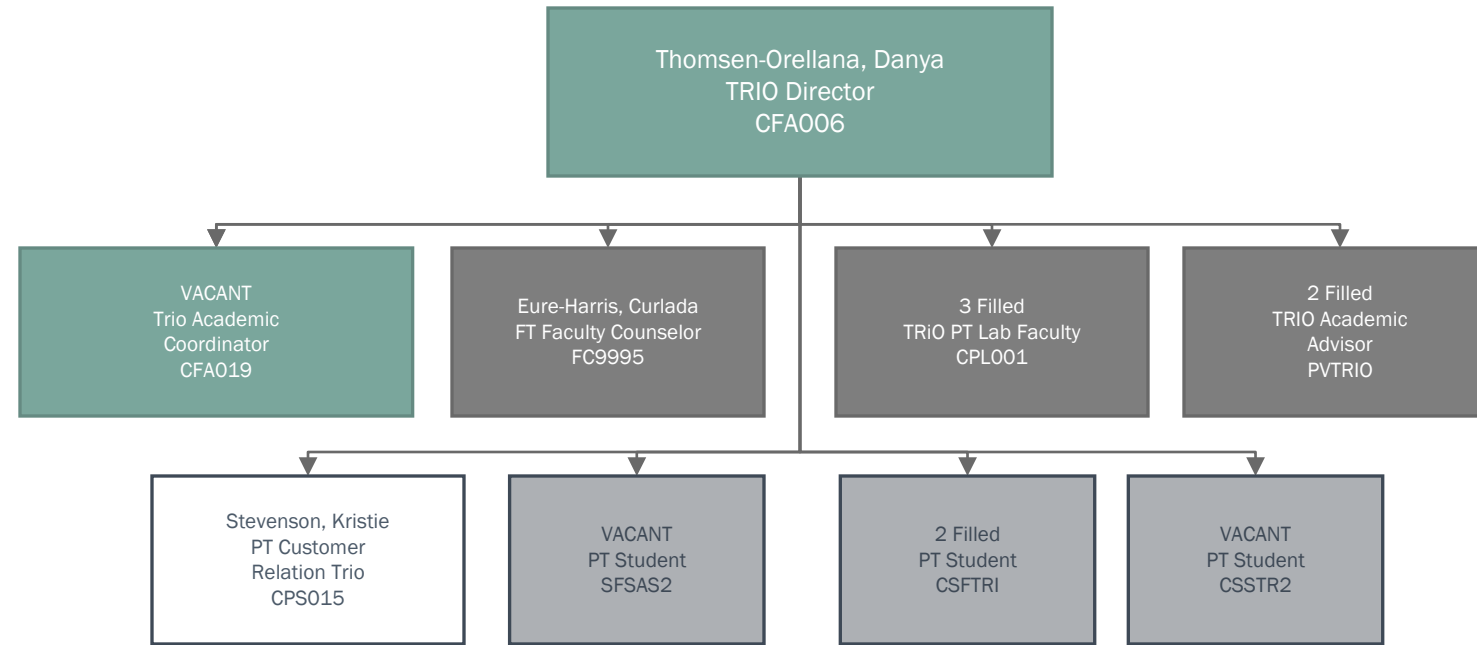 Thomsen-Orellana, Danya
TRIO Director
CFA006
VACANT
Trio Academic
Coordinator
CFA019
Eure-Harris, Curlada
FT Faculty Counselor
FC9995
3 Filled
TRiO PT Lab Faculty
CPL001
2 Filled
TRIO Academic
Advisor
PVTRIO
Stevenson, Kristie
PT Customer
Relation Trio
CPS015
VACANT
PT Student
SFSAS2
2 Filled
PT Student
CSFTRI
VACANT
PT Student
CSSTR2